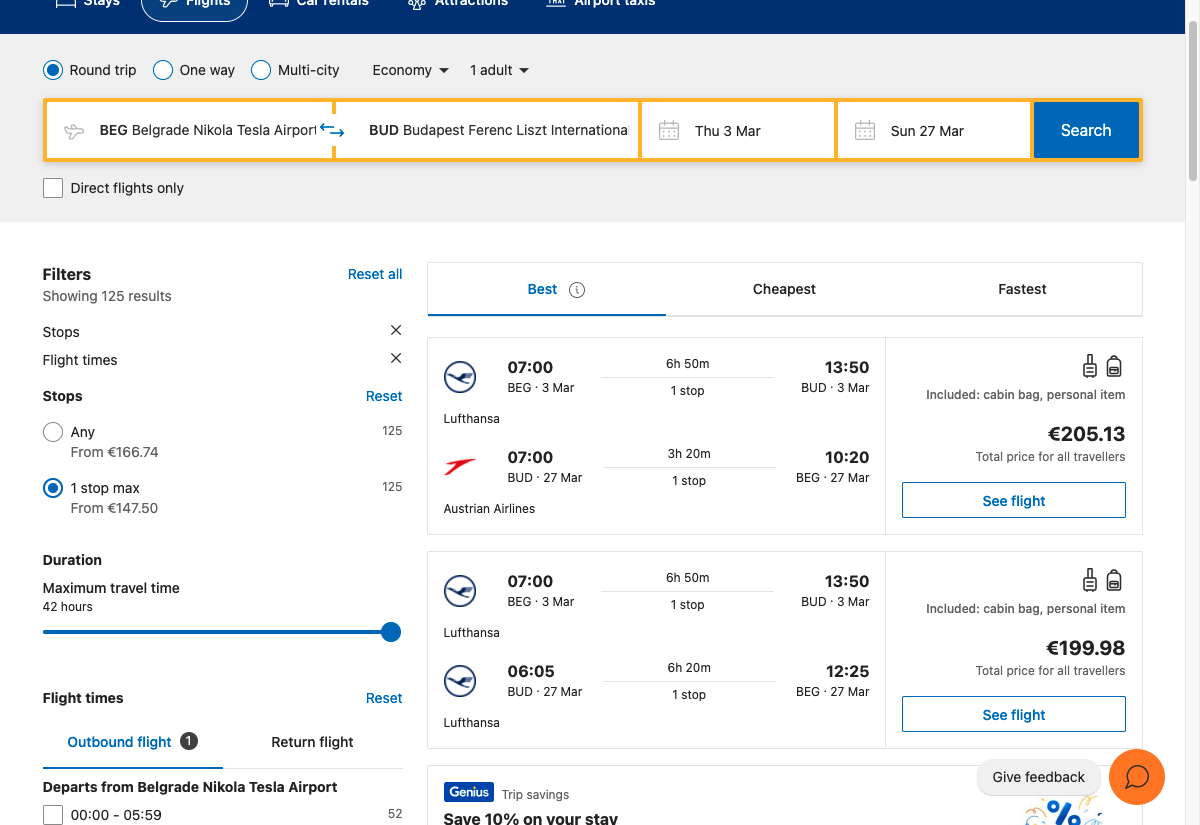 Stays
Flights
Car rentals
Attractions
Airport taxis
Round trip
One way
Multi-city
Economy
1 adult
BEG Belgrade Nikola Tesla Airport
BUD Budapest Ferenc Liszt Internationa
Thu 3 Mar
Sun 27 Mar
Search
Direct flights only
Filters
Reset all
Showing 125 results
Stops
Flight times
Stops
Reset
Any
125
From €166.74
1 stop max
125
From €147.50
Duration
Maximum travel time
42 hours
Flight times
Reset
Outbound flight 1
Return flight
Departs from Belgrade Nikola Tesla Airport
00:00 - 05:59
52
Best
Cheapest
Fastest
07:00
BEG · 3 Mar
6h 50m
1 stop
13:50
BUD · 3 Mar
Lufthansa
07:00
BUD · 27 Mar
3h 20m
1 stop
10:20
BEG · 27 Mar
Austrian Airlines
Included: cabin bag, personal item
€205.13
Total price for all travellers
See flight
07:00
BEG · 3 Mar
6h 50m
1 stop
13:50
BUD · 3 Mar
Lufthansa
06:05
BUD · 27 Mar
6h 20m
1 stop
12:25
BEG · 27 Mar
Lufthansa
Included: cabin bag, personal item
€199.98
Total price for all travellers
See flight
Genius
Trip savings
Save 10% on your stay
%
Give feedback